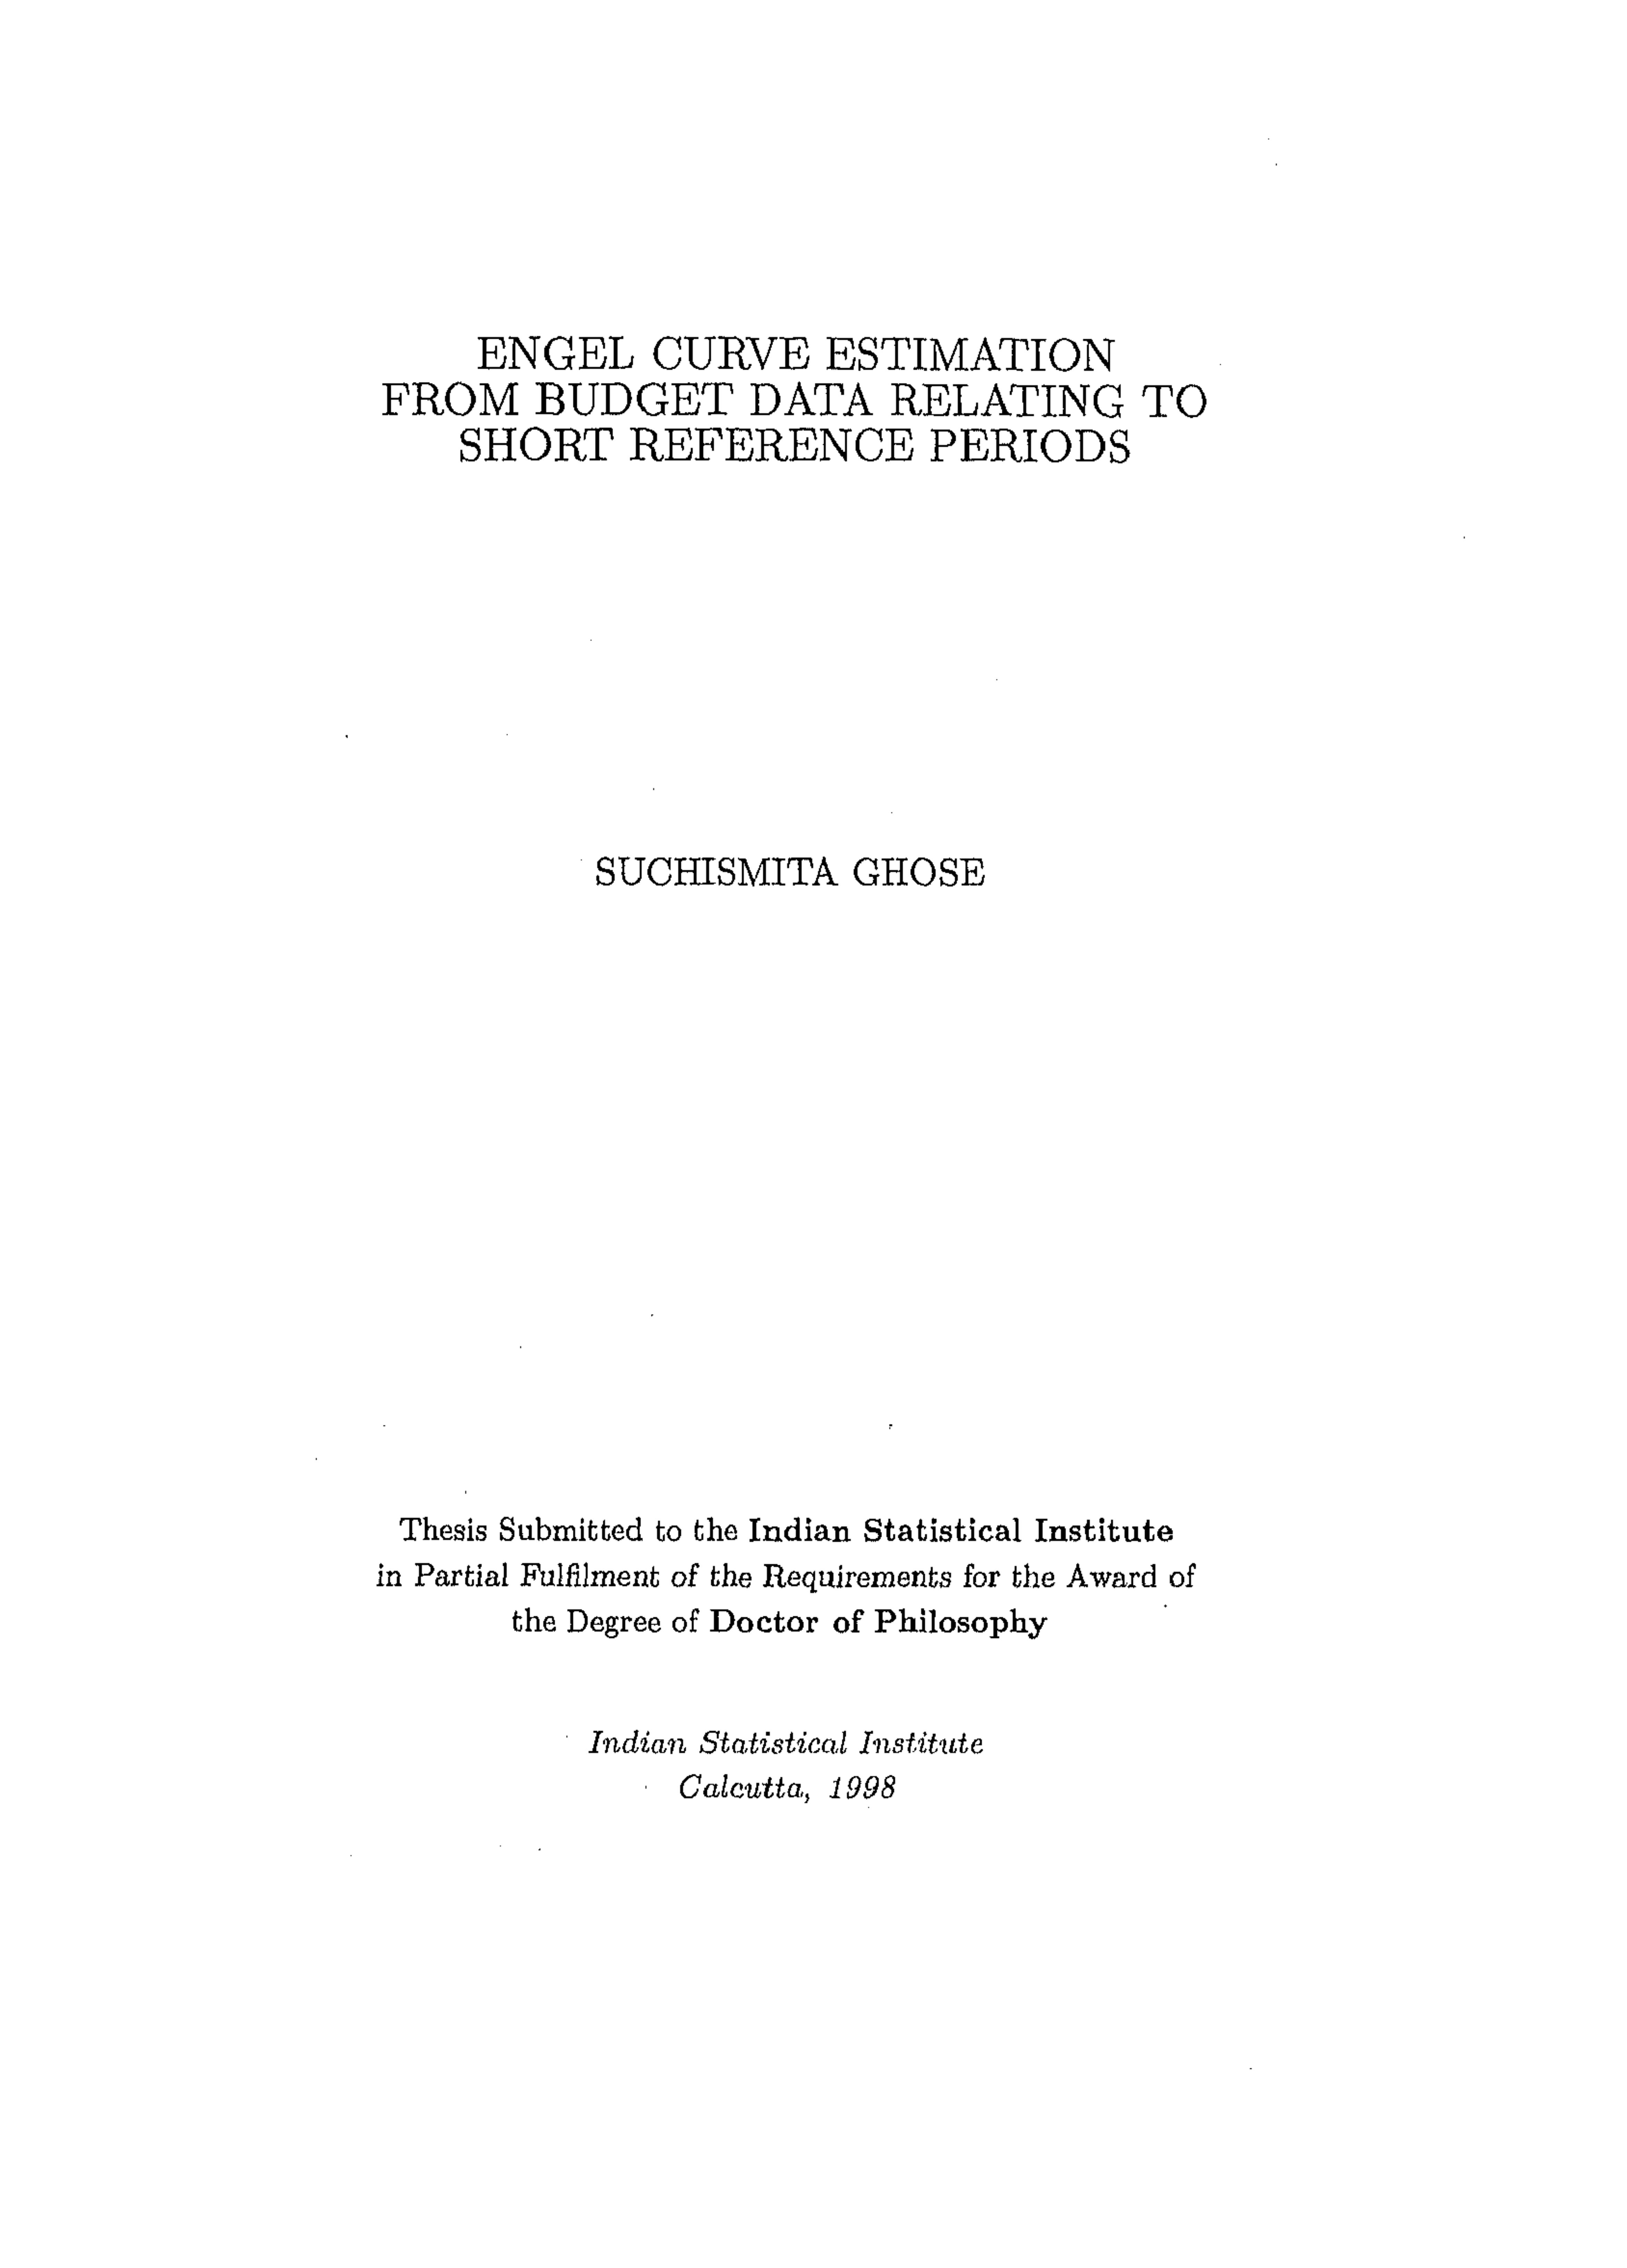 ENGEL CURVE ESTIMATION
FROM BUDGET DATA RELATING TO
SHORT REFERENCE PERIODS
SUCHISMITA GHOSE
Thesis Submitted to the Indian Statistical Institute
in Partial Fulfilment of the Requirements for the Award of
the Degree of Doctor of Philosophy
Indian Statistical Institute
Calcutta, 1998